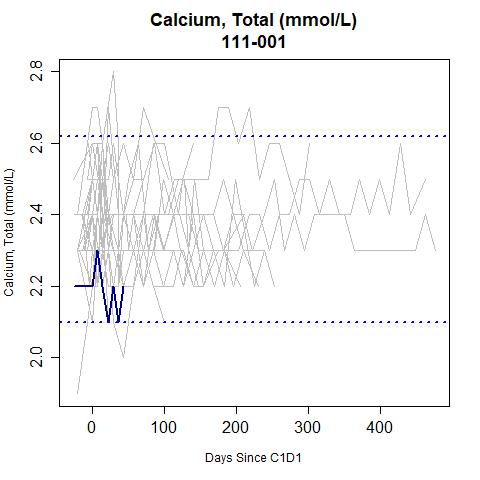 Calcium, Total (mmol/L)
111-001
Calcium, Total (mmol/L)
2.8
2.6
2.4
2.2
2.0
0 100 200 300 400
Days Since C1D1